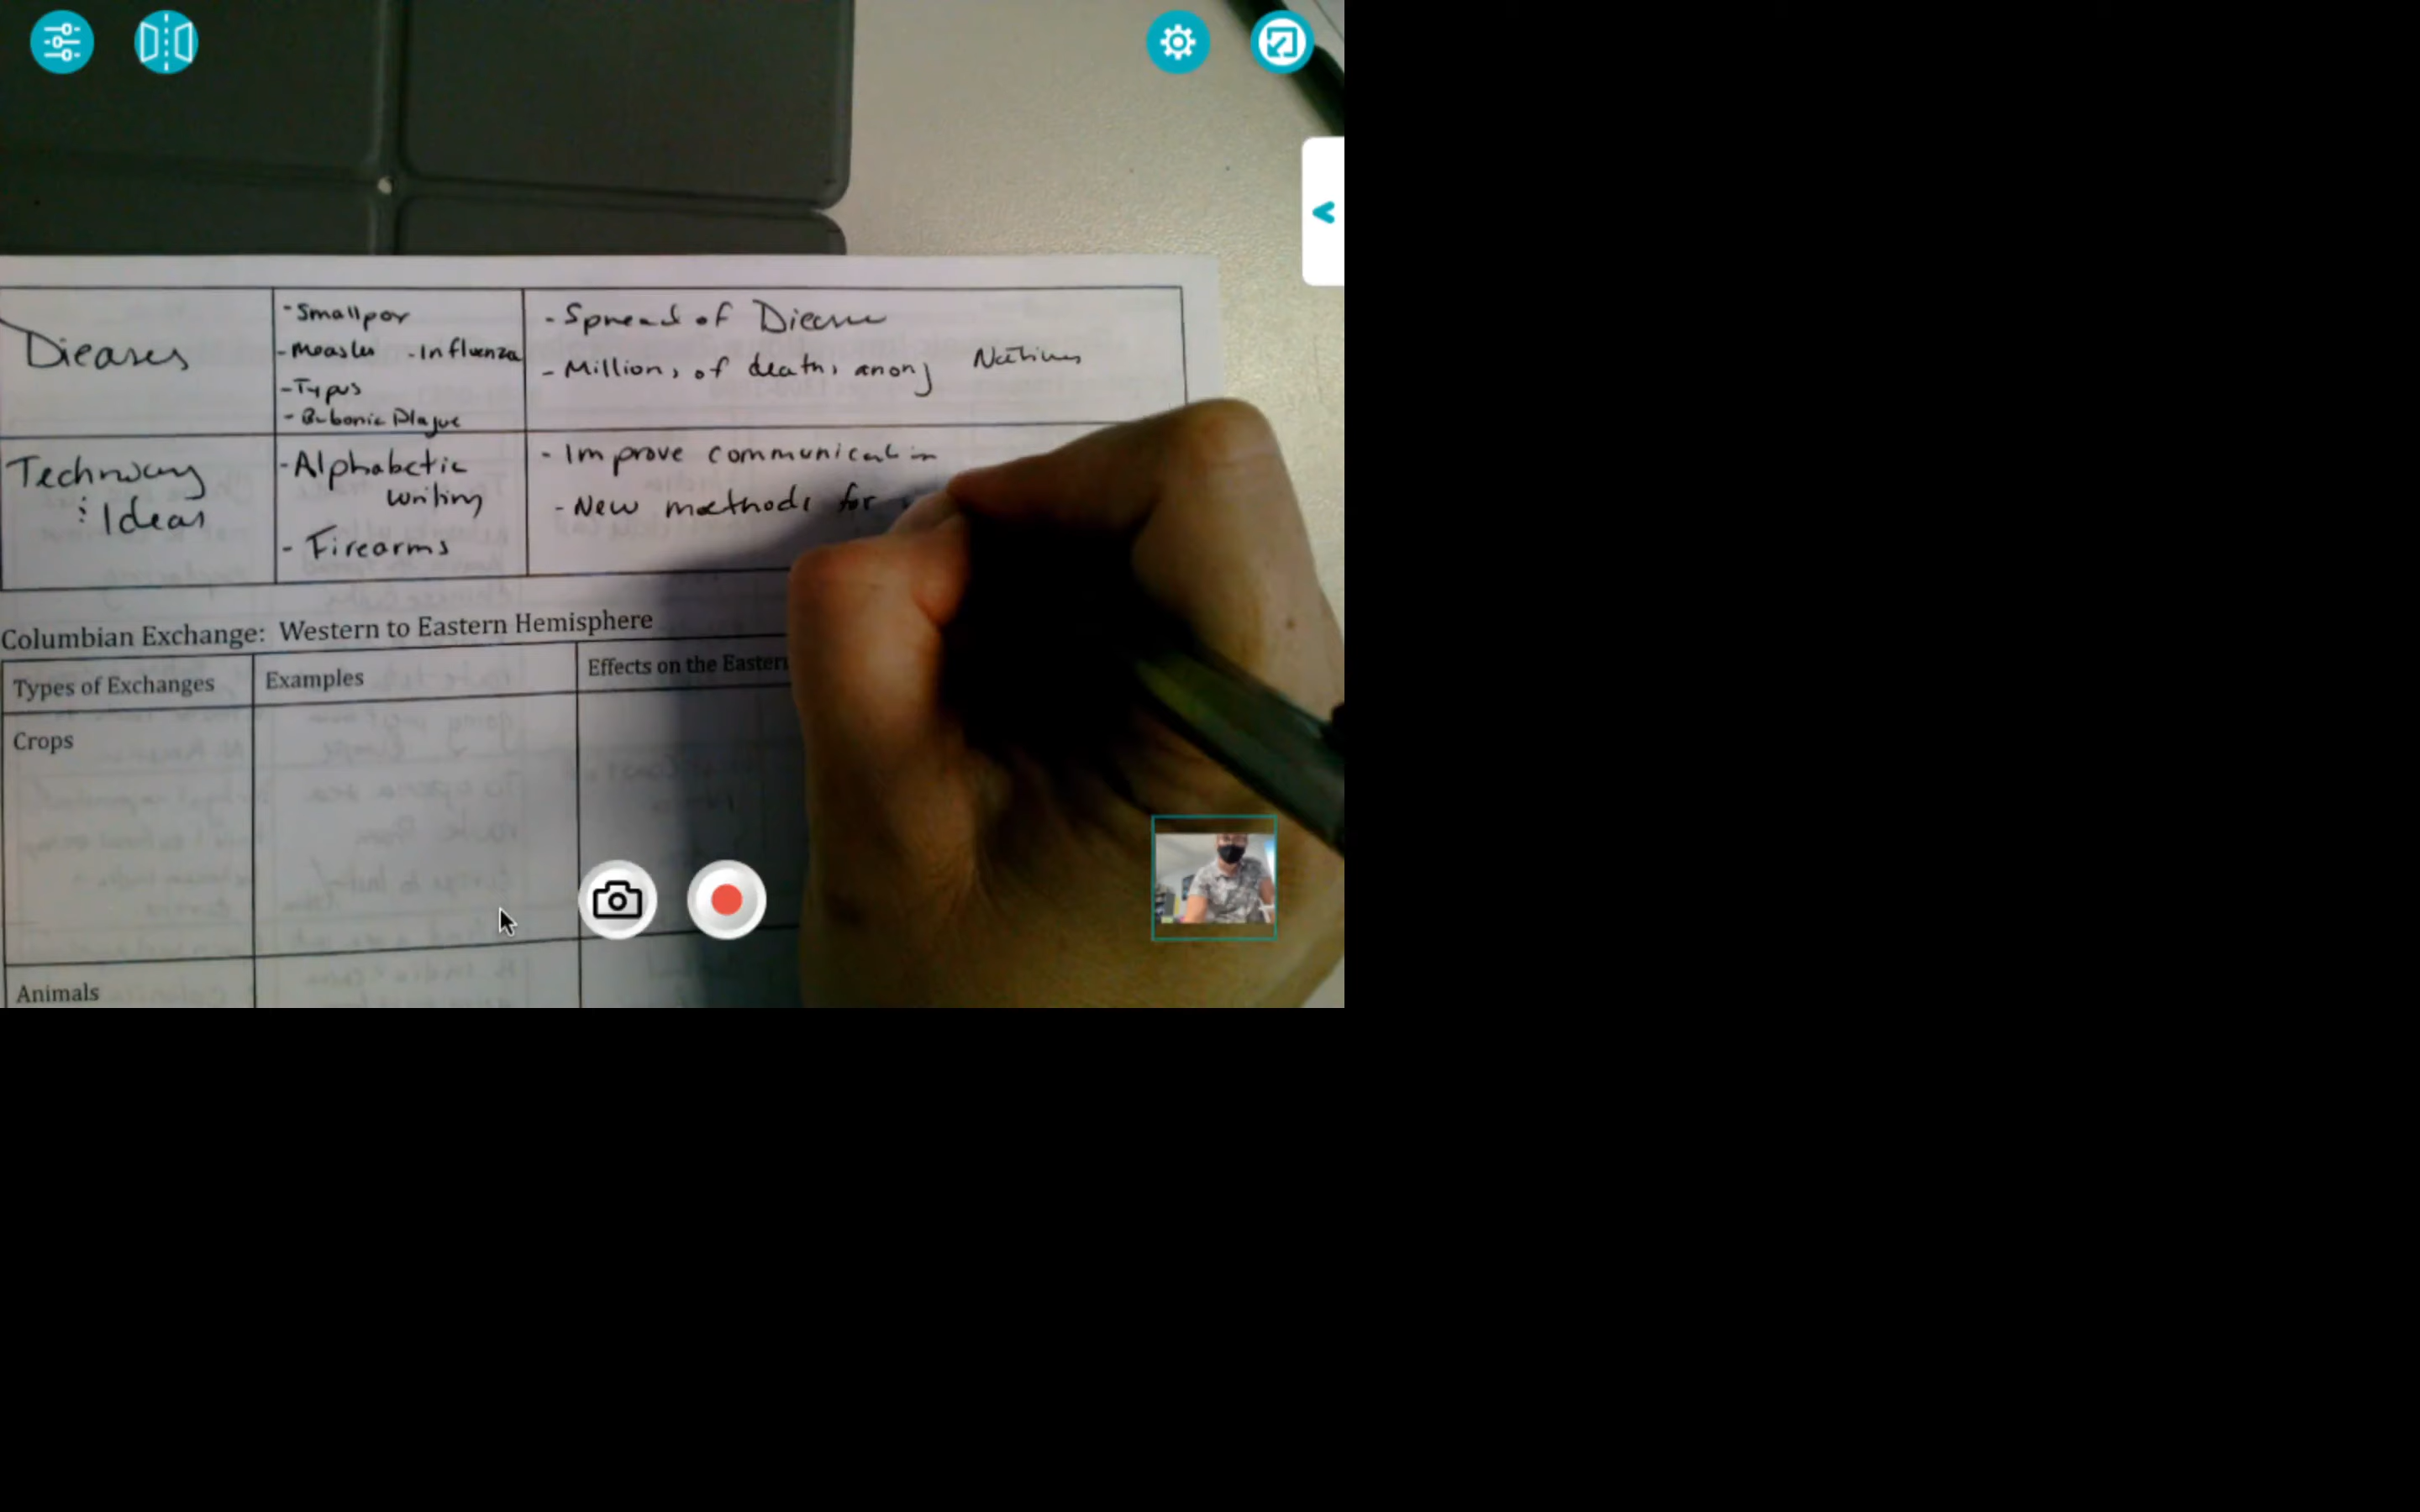 Dieases
- Smallpox
- Measles - Influenza
- Typus
- Bubonic Plague
- Spread of Diease
- Millions of deaths among Natives
Technology
: Ideas
- Alphabetic
writing
- Firearms
- Improve communication
- New methods for
Columbian Exchange: Western to Eastern Hemisphere
Types of Exchanges
Examples
Effects on the Eastern
Crops
Animals